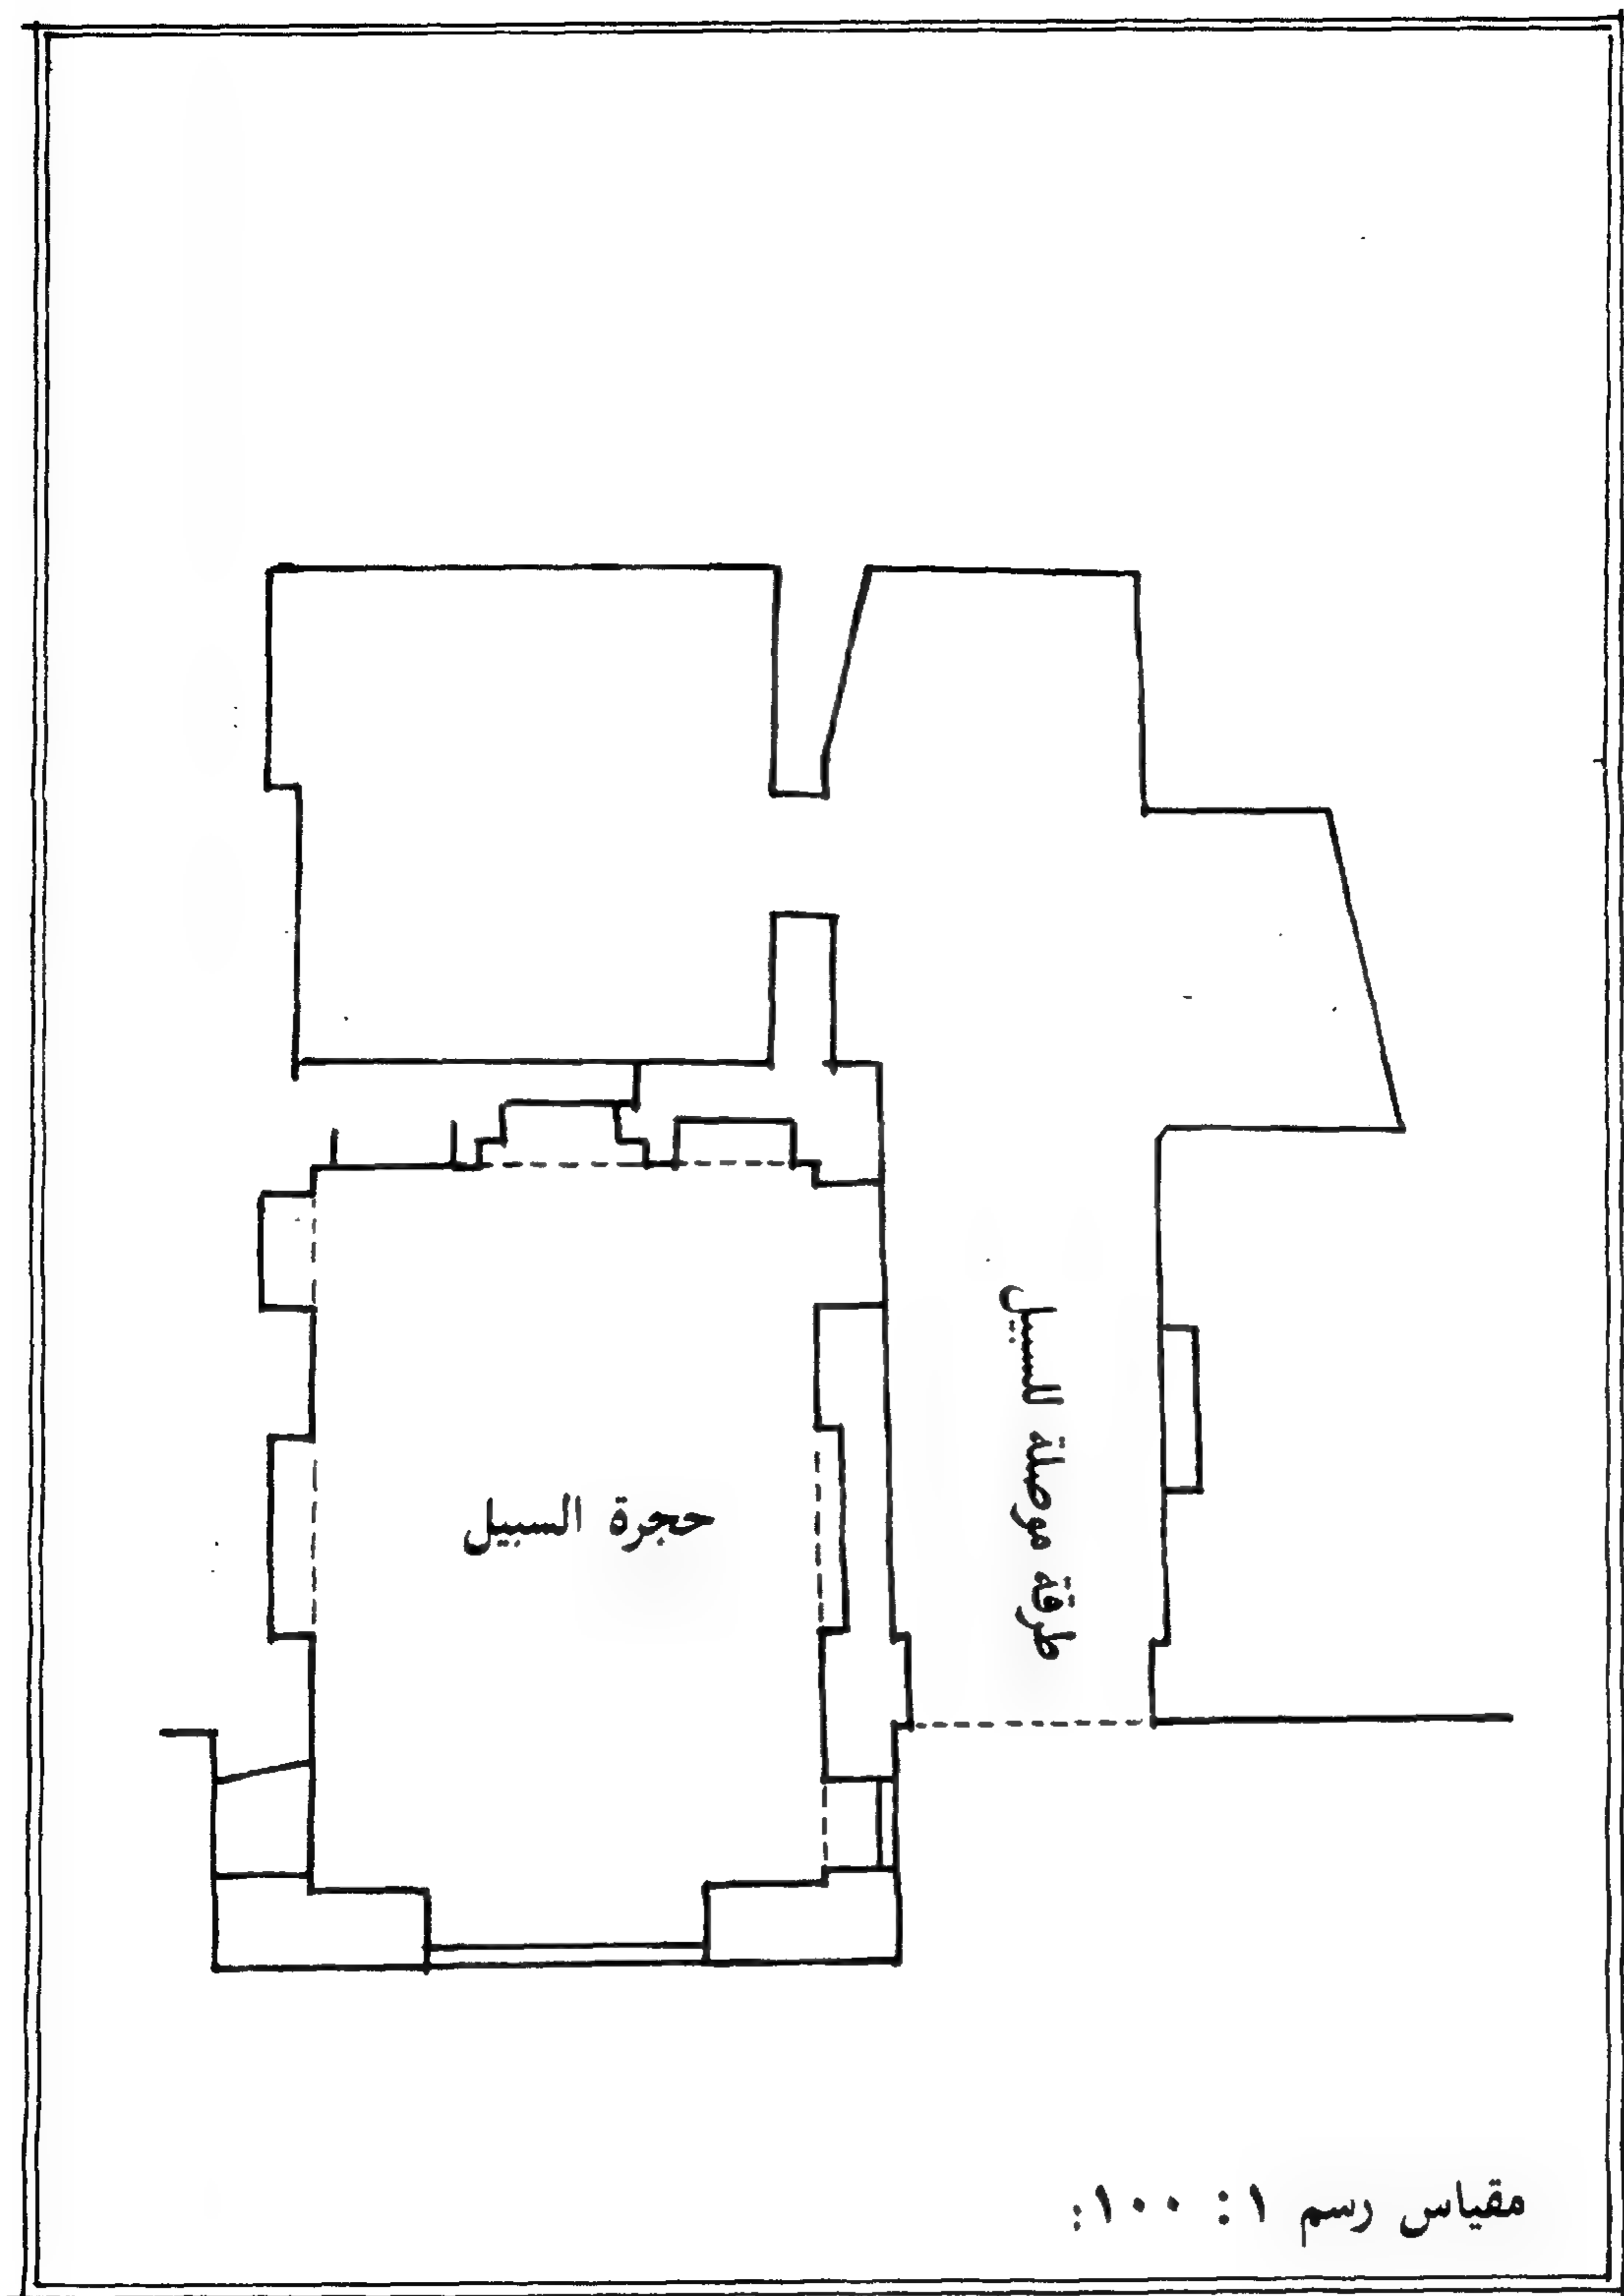 حجرة السبيل
طرقة موصلة للسبيل
مقياس رسم ١ : ١٠٠: